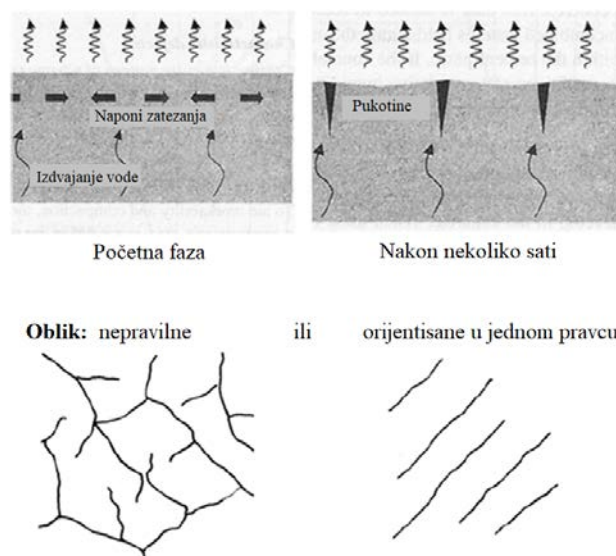 Naponi zatezanja
Pukotine
Izdvajanje vode
Početna faza
Nakon nekoliko sati
Oblik: nepravilne ili orijentisane u jednom pravcu